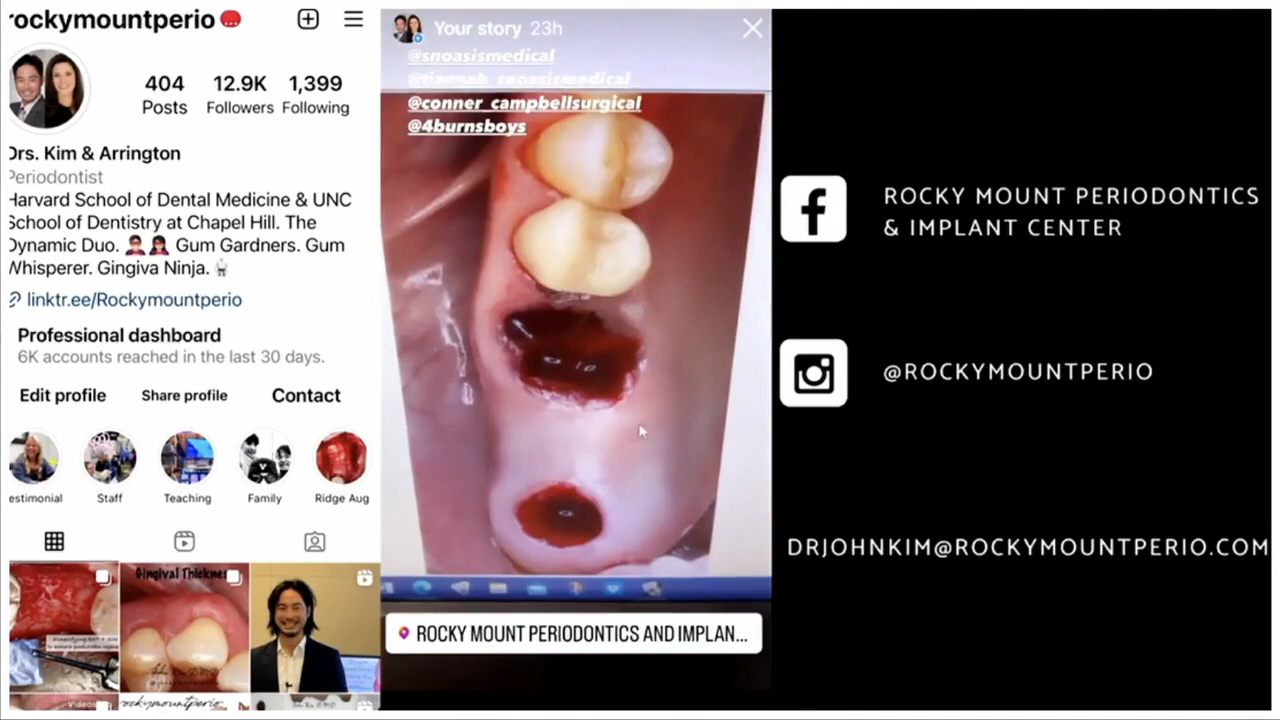 rockymountperio
404 12.9K 1,399
Posts Followers Following
Drs. Kim & Arrington
Periodontist
Harvard School of Dental Medicine & UNC
School of Dentistry at Chapel Hill. The
Dynamic Duo. Gum Gardners. Gum
Whisperer. Gingiva Ninja.
linktr.ee/Rockymountperio
Professional dashboard
6K accounts reached in the last 30 days.
Edit profile Share profile Contact
estimonial Staff Teaching Family Ridge Aug
Gingival Thickness
rockymountperio
Your story 23h
@snoasismedical
@conner_campbellsurgical
@4burnsboys
ROCKY MOUNT PERIODONTICS AND IMPLAN...
ROCKY MOUNT PERIODONTICS
& IMPLANT CENTER
@ROCKYMOUNTPERIO
DRJOHNKIM@ROCKYMOUNTPERIO.COM